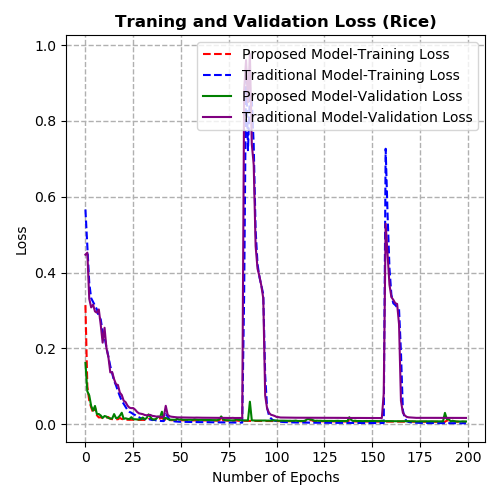 Traning and Validation Loss (Rice)
Proposed Model-Training Loss
Traditional Model-Training Loss
Proposed Model-Validation Loss
Traditional Model-Validation Loss
Loss
1.0
0.8
0.6
0.4
0.2
0.0
0 25 50 75 100 125 150 175 200
Number of Epochs